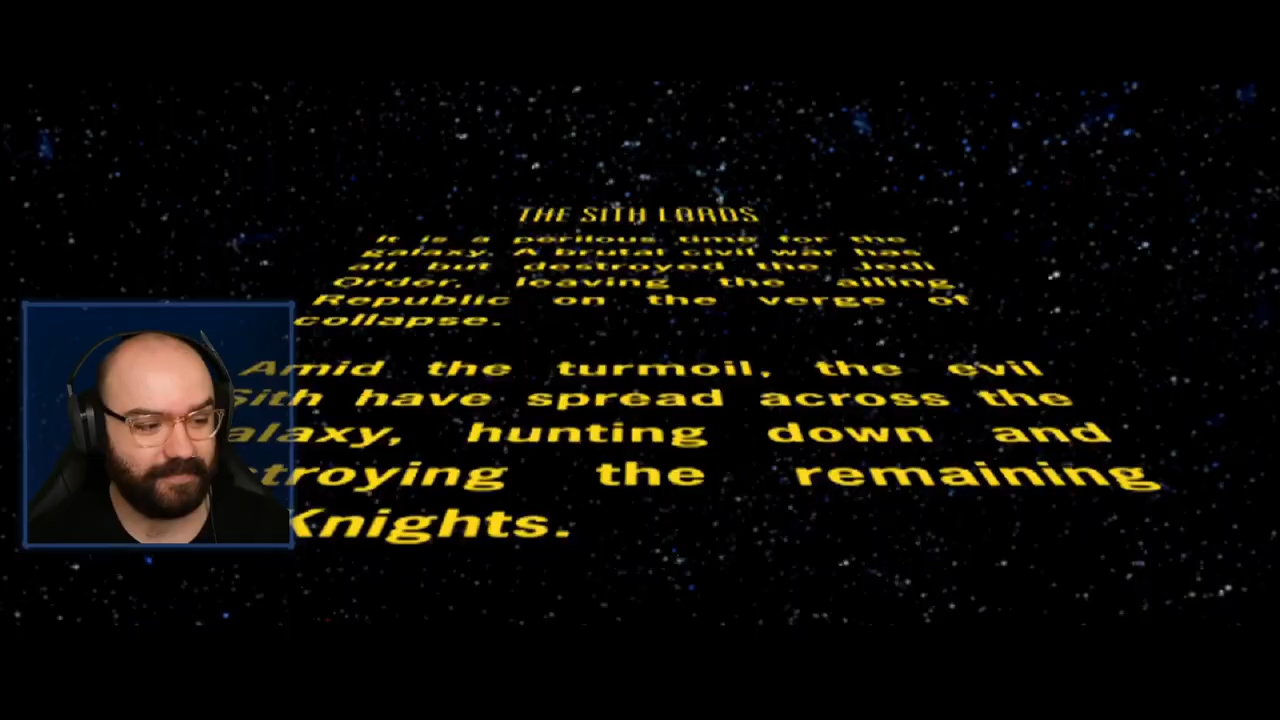 THE SITH LORDS
It is a perilous time for the
galaxy. A brutal civil war has
all but destroyed the Jedi
Order, leaving the ailing
Republic on the verge of
collapse.
Amid the turmoil, the evil
Sith have spread across the
alaxy, hunting down and
troying the remaining
Knights.